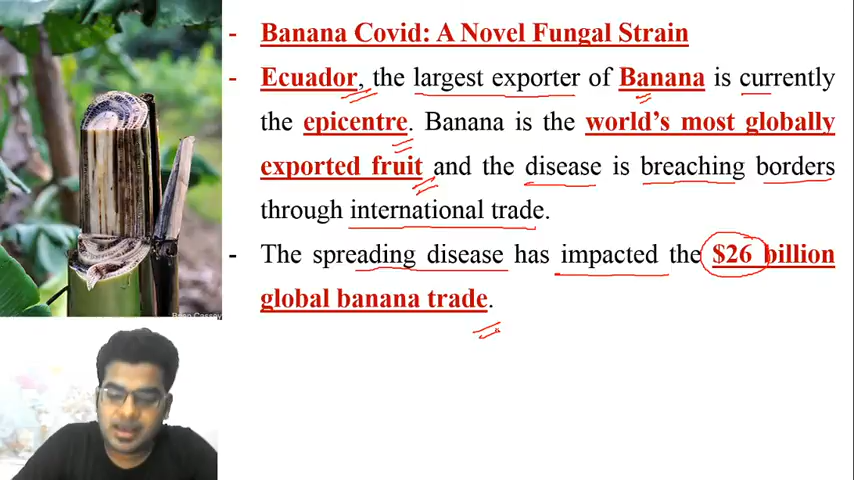 - Banana Covid: A Novel Fungal Strain
- Ecuador, the largest exporter of Banana is currently
the epicentre. Banana is the world's most globally
exported fruit and the disease is breaching borders
through international trade.
- The spreading disease has impacted the $26 billion
global banana trade.
Brian Cassey